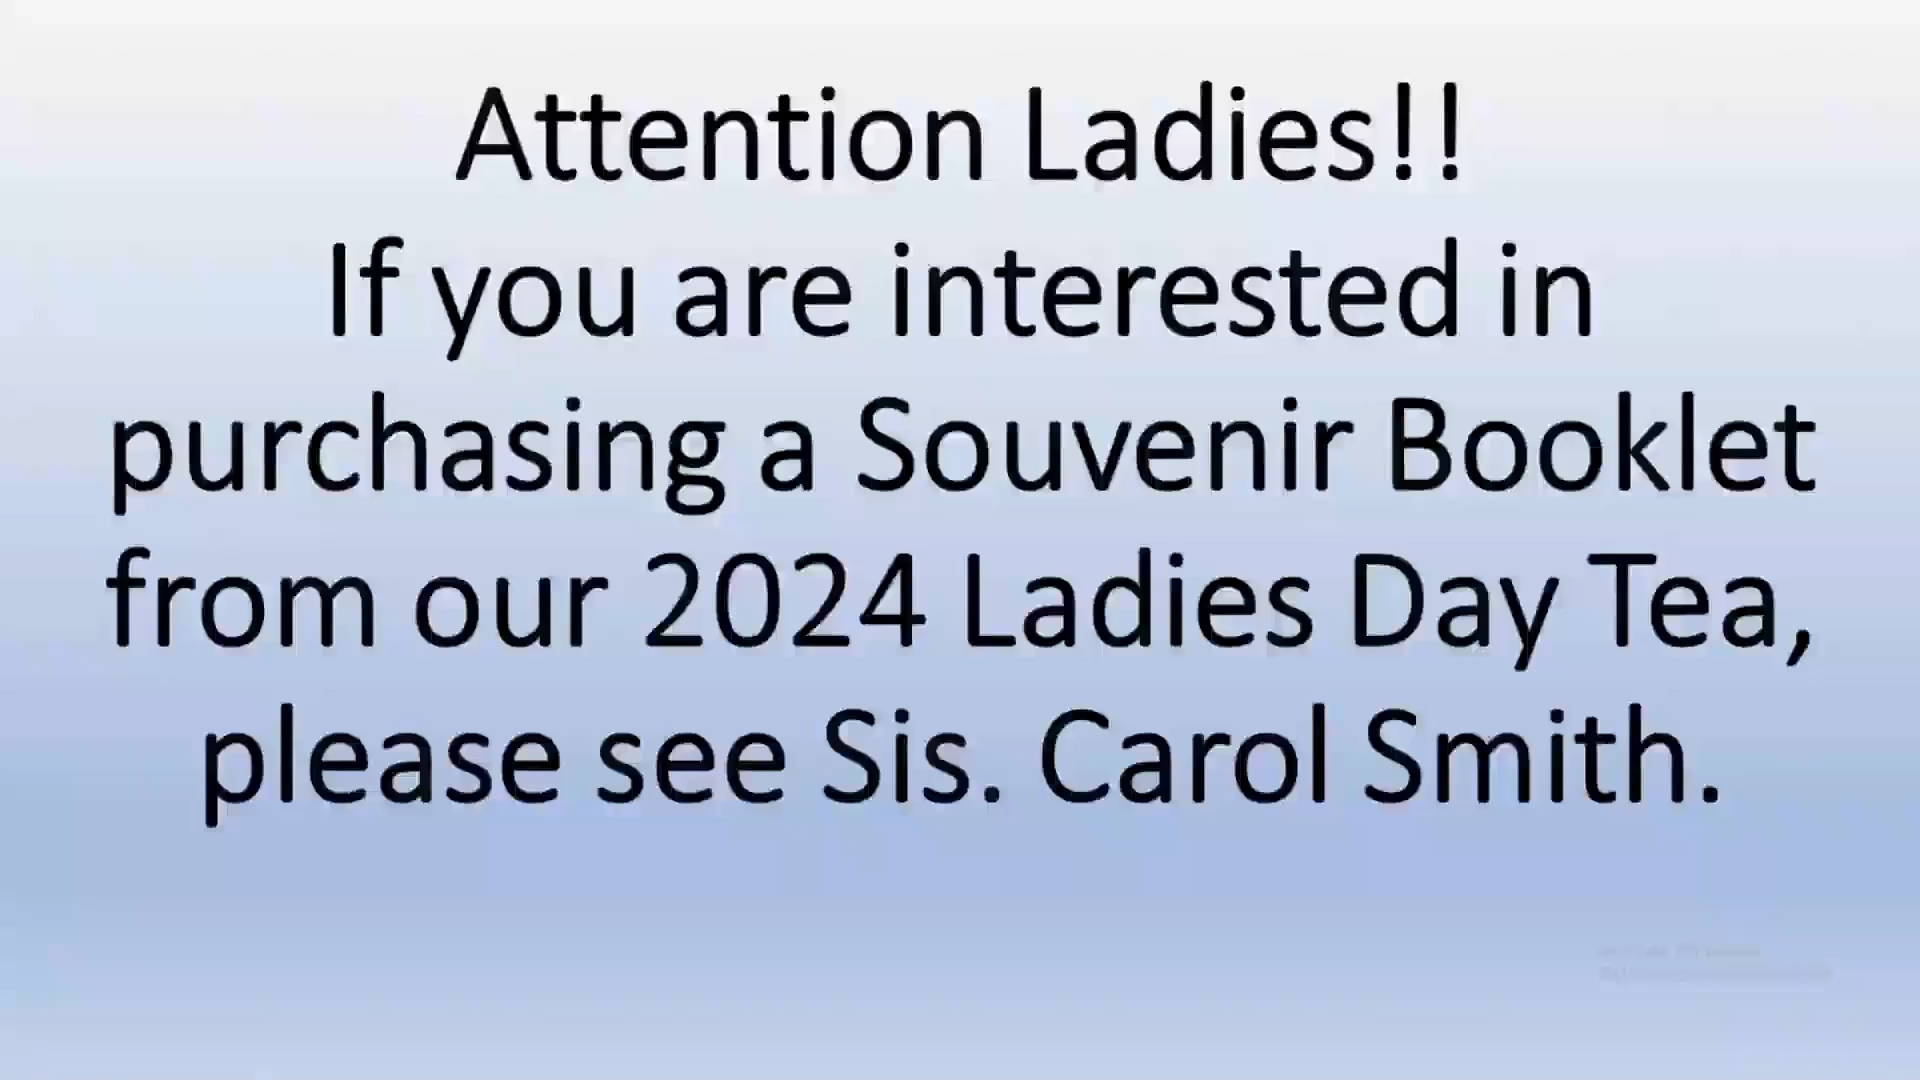 Attention Ladies!!
If you are interested in
purchasing a Souvenir Booklet
from our 2024 Ladies Day Tea,
please see Sis. Carol Smith.